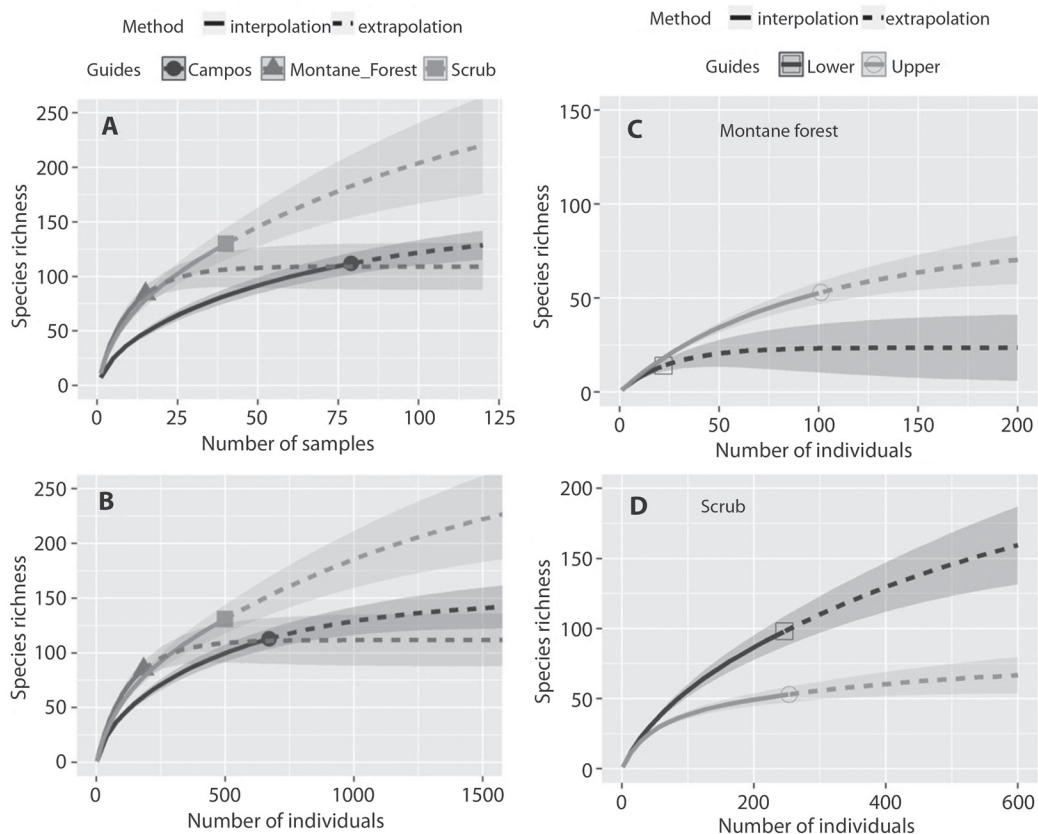 Method interpolation extrapolation
Guides Campos Montane_Forest Scrub
A
Species richness
250
200
150
100
50
0
0 25 50 75 100 125
Number of samples
B
Species richness
250
200
150
100
50
0
0 500 1000 1500
Number of individuals
Method interpolation extrapolation
Guides Lower Upper
C Montane forest
Species richness
150
100
50
0
0 50 100 150 200
Number of individuals
D Scrub
Species richness
200
150
100
50
0
0 200 400 600
Number of individuals